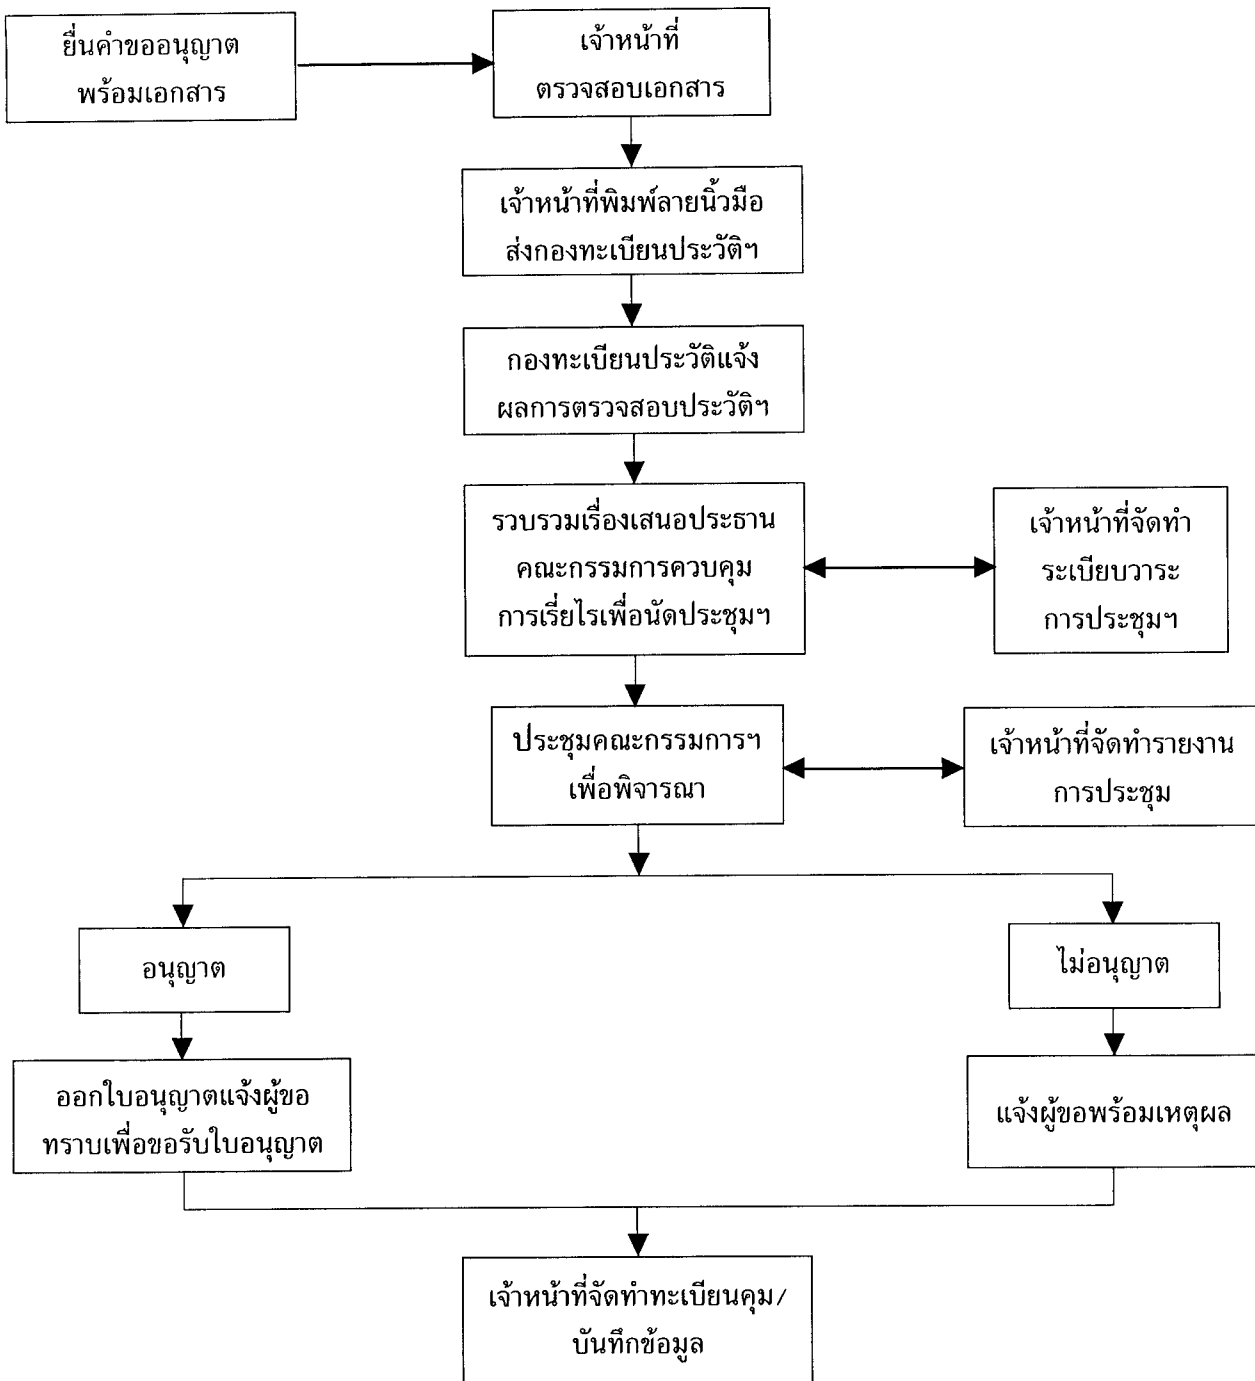 ยื่นคำขออนุญาต
พร้อมเอกสาร
เจ้าหน้าที่
ตรวจสอบเอกสาร
เจ้าหน้าที่พิมพ์ลายนิ้วมือ
ส่งกองทะเบียนประวัติฯ
กองทะเบียนประวัติแจ้ง
ผลการตรวจสอบประวัติฯ
รวบรวมเรื่องเสนอประธาน
คณะกรรมการควบคุม
การเรี่ยไรเพื่อนัดประชุมฯ
เจ้าหน้าที่จัดทำ
ระเบียบวาระ
การประชุมฯ
ประชุมคณะกรรมการฯ
เพื่อพิจารณา
เจ้าหน้าที่จัดทำรายงาน
การประชุม
อนุญาต
ไม่อนุญาต
ออกใบอนุญาตแจ้งผู้ขอ
ทราบเพื่อขอรับใบอนุญาต
แจ้งผู้ขอพร้อมเหตุผล
เจ้าหน้าที่จัดทำทะเบียนคุม/
บันทึกข้อมูล